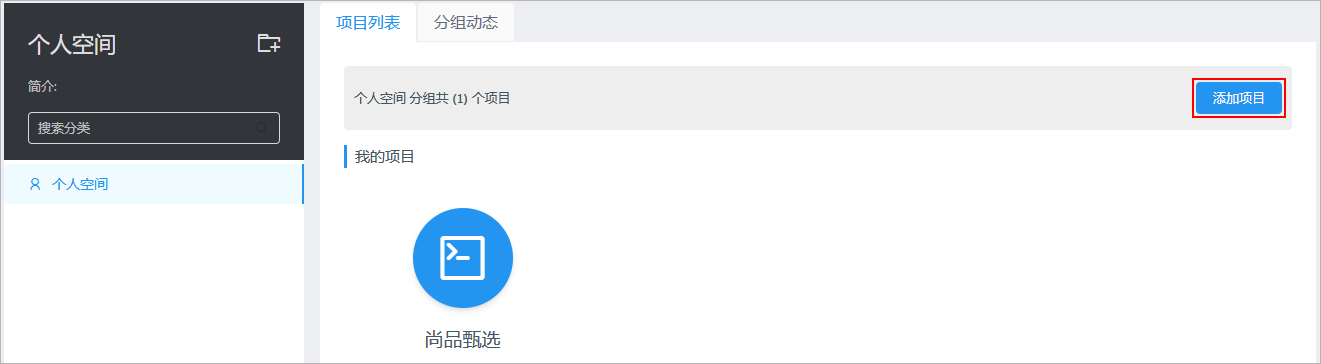 个人空间
简介:
搜索分类
个人空间
项目列表
分组动态
个人空间 分组共 (1) 个项目
添加项目
我的项目
尚品甄选